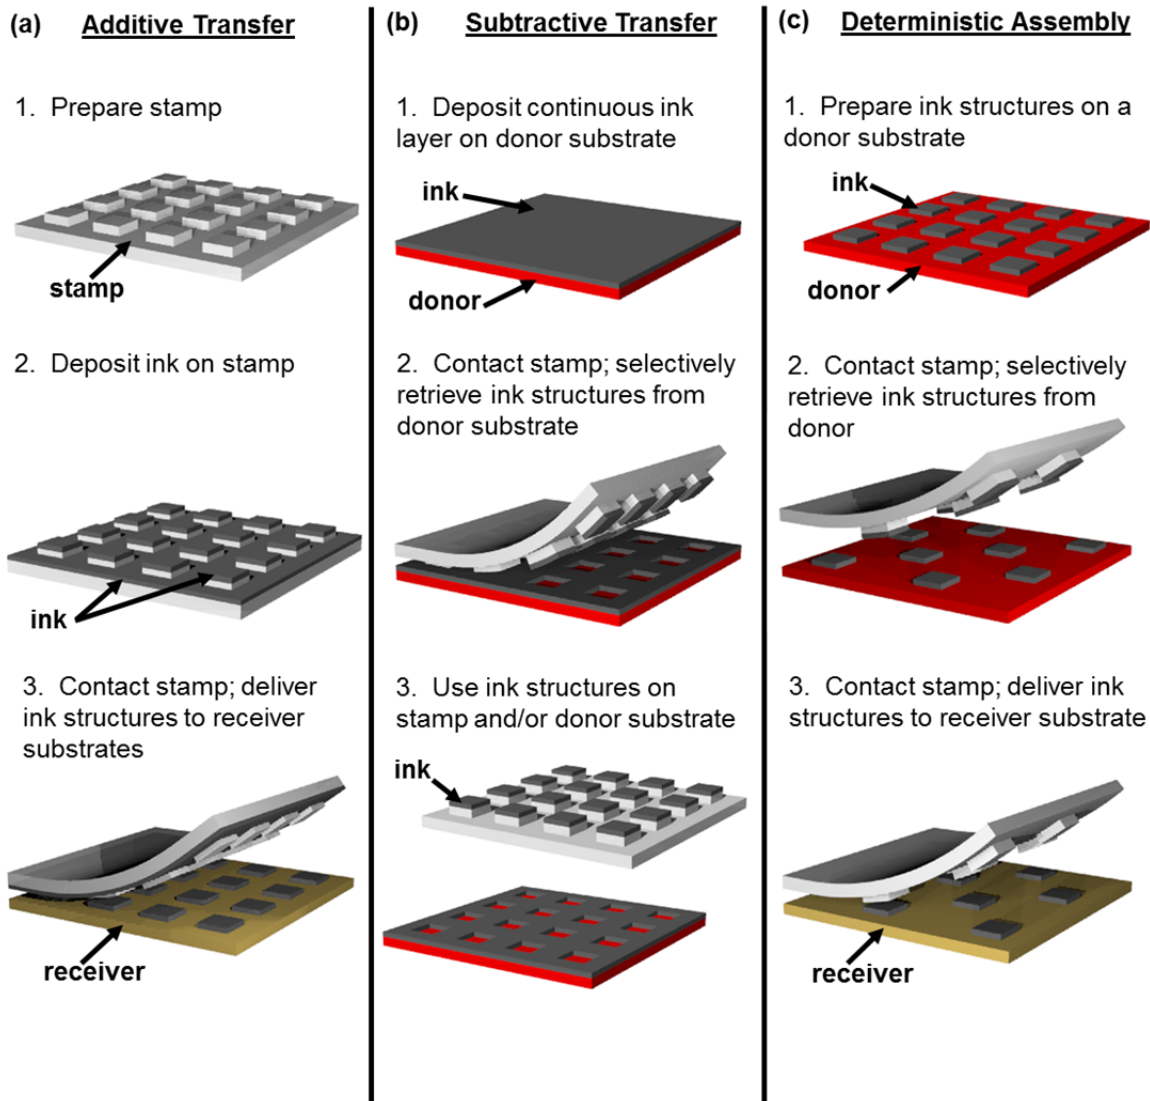 (a) Additive Transfer
1. Prepare stamp
stamp
2. Deposit ink on stamp
ink
3. Contact stamp; deliver
ink structures to receiver
substrates
receiver
(b) Subtractive Transfer
1. Deposit continuous ink
layer on donor substrate
ink
donor
2. Contact stamp; selectively
retrieve ink structures from
donor substrate
3. Use ink structures on
stamp and/or donor substrate
ink
(c) Deterministic Assembly
1. Prepare ink structures on a
donor substrate
ink
donor
2. Contact stamp; selectively
retrieve ink structures from
donor
3. Contact stamp; deliver ink
structures to receiver substrate
receiver